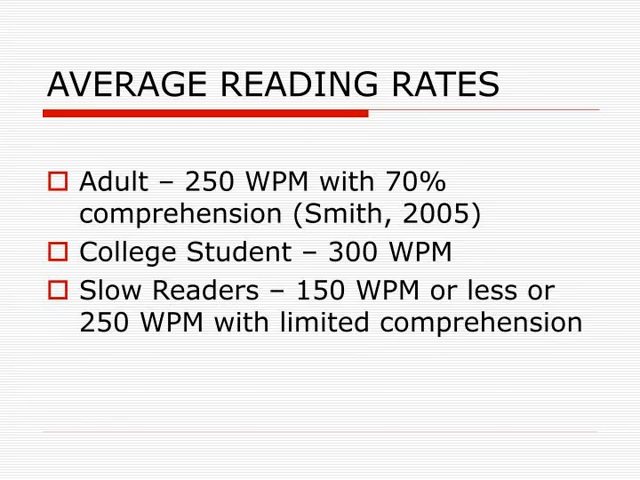 AVERAGE READING RATES
Adult – 250 WPM with 70%
comprehension (Smith, 2005)
College Student – 300 WPM
Slow Readers – 150 WPM or less or
250 WPM with limited comprehension